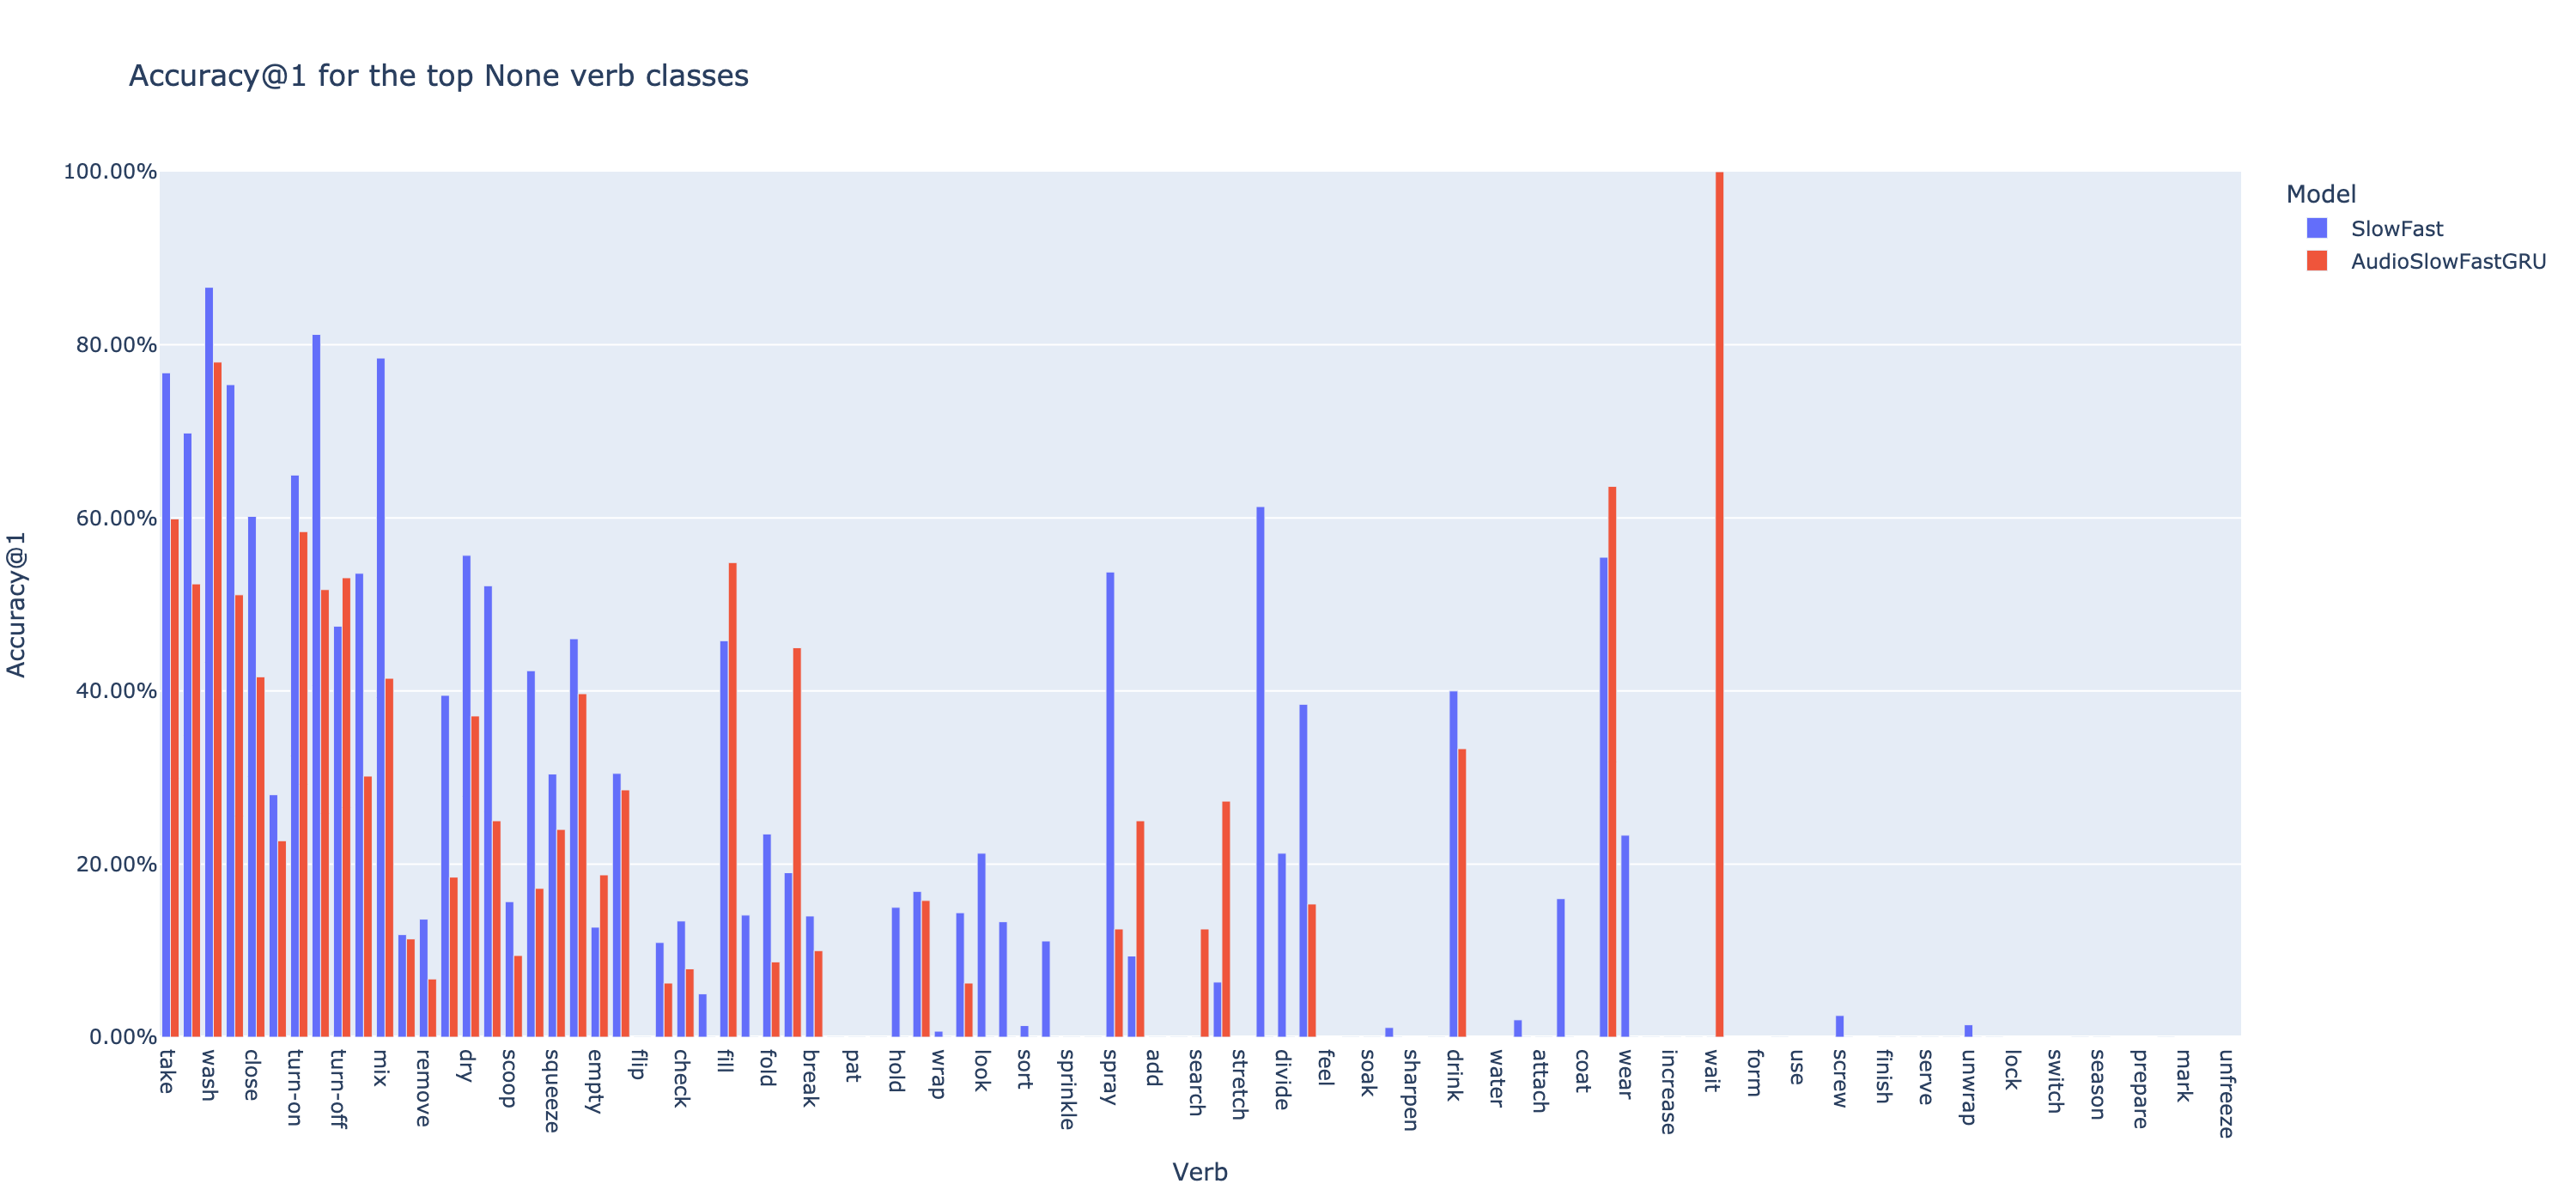 Accuracy@1 for the top None verb classes
100.00%
80.00%
60.00%
40.00%
20.00%
0.00%
Accuracy@1
take
wash
close
turn-on
turn-off
mix
remove
dry
scoop
squeeze
empty
flip
check
fill
fold
break
pat
hold
wrap
look
sort
sprinkle
spray
add
search
stretch
divide
feel
soak
sharpen
drink
water
attach
coat
wear
increase
wait
form
use
screw
finish
serve
unwrap
lock
switch
season
prepare
mark
unfreeze
Verb
Model
SlowFast
AudioSlowFastGRU